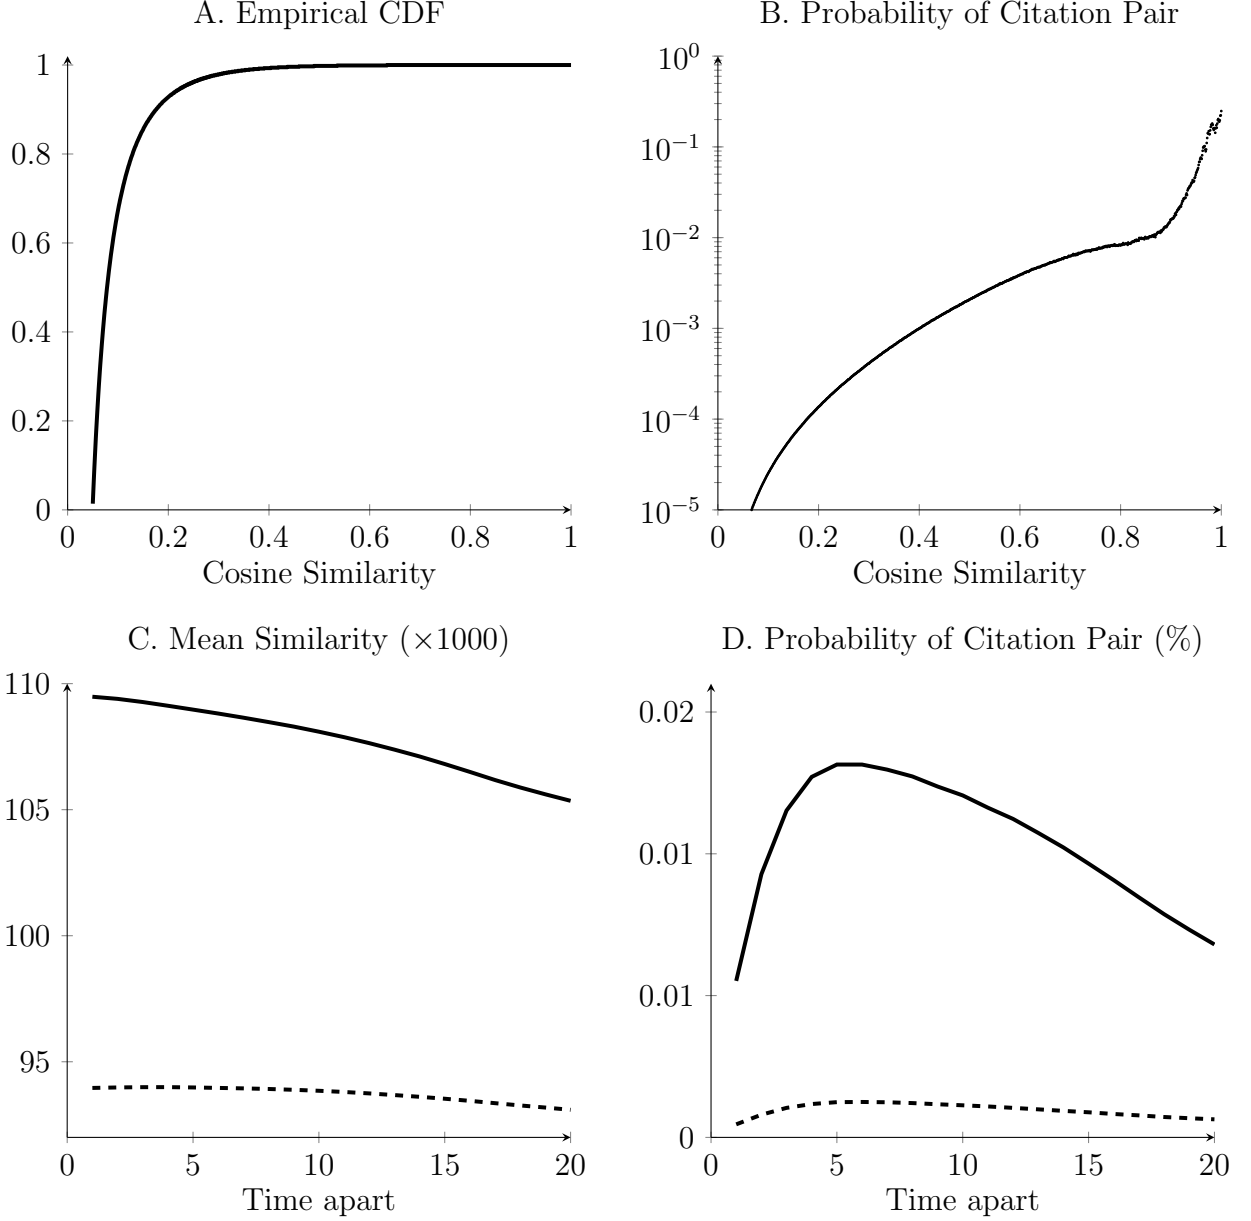 A. Empirical CDF
1
0.8
0.6
0.4
0.2
0
0 0.2 0.4 0.6 0.8 1
Cosine Similarity
B. Probability of Citation Pair
10^0
10^−1
10^−2
10^−3
10^−4
10^−5
0 0.2 0.4 0.6 0.8 1
Cosine Similarity
C. Mean Similarity (×1000)
110
105
100
95
0 5 10 15 20
Time apart
D. Probability of Citation Pair (%)
0.02
0.01
0.01
0
0 5 10 15 20
Time apart